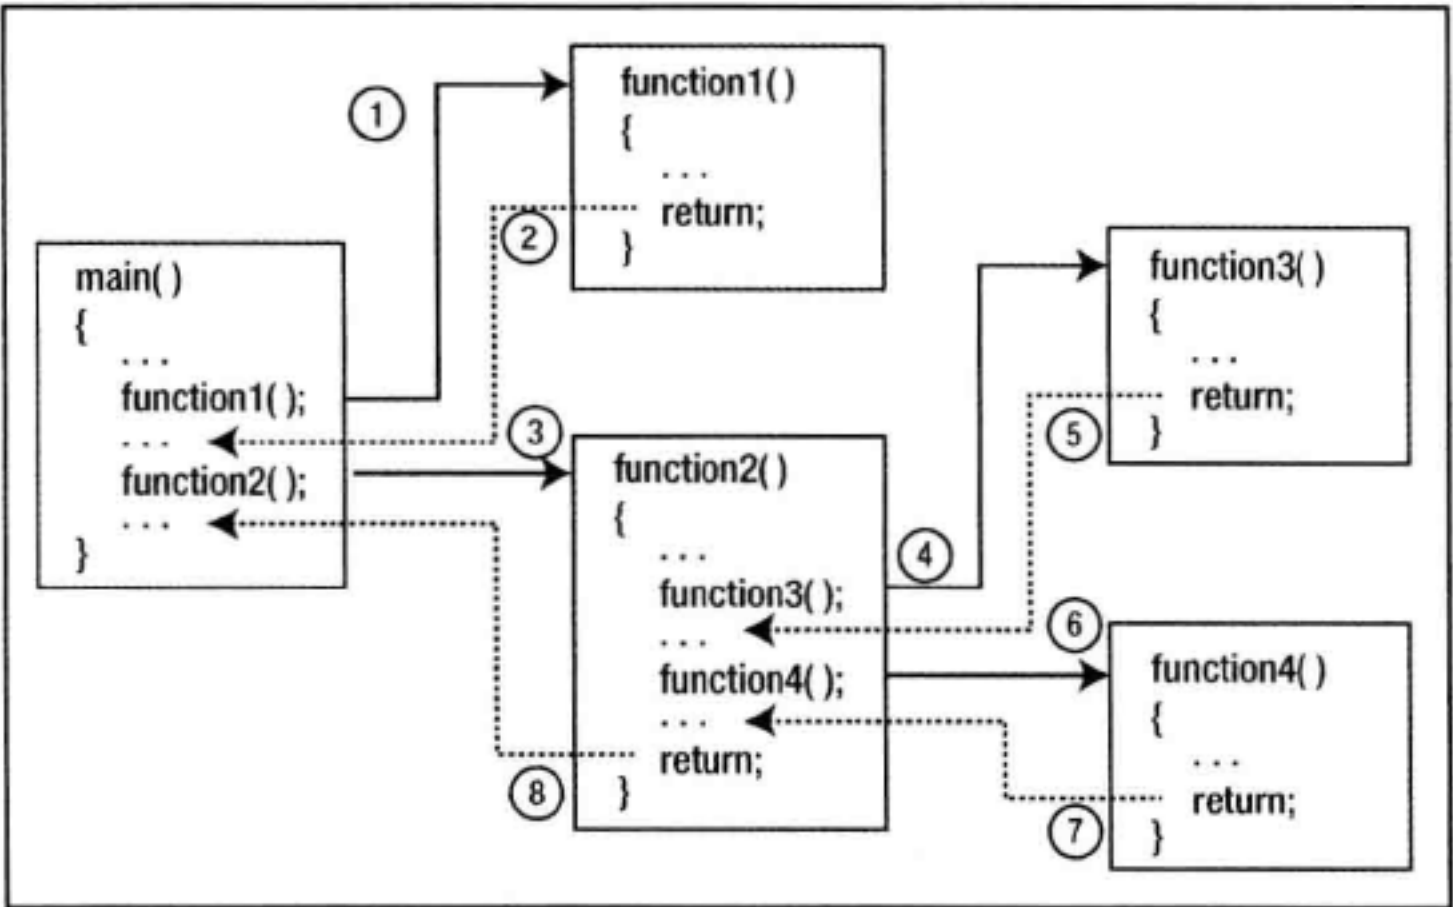 1
function1()
{
...
return;
}
2
main( )
{
...
function1( );
...
function2( );
...
}
3
function2( )
{
...
function3( );
...
function4( );
...
return;
}
8
4
function3( )
{
...
return;
}
5
6
function4( )
{
...
return;
}
7